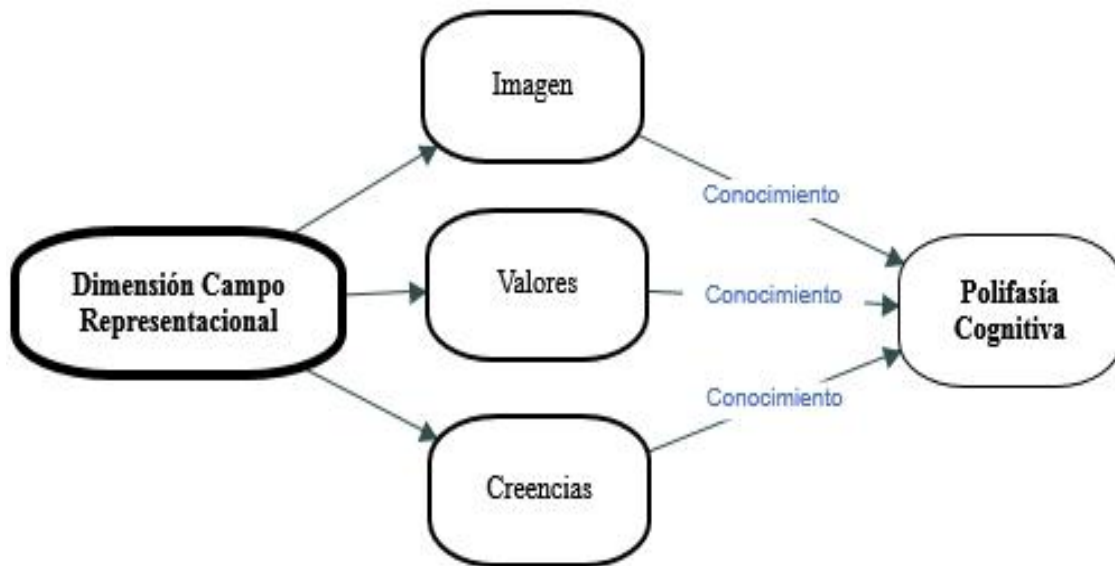 Imagen
Conocimiento
Dimensión Campo
Representacional
Valores
Conocimiento
Polifasía
Cognitiva
Conocimiento
Creencias